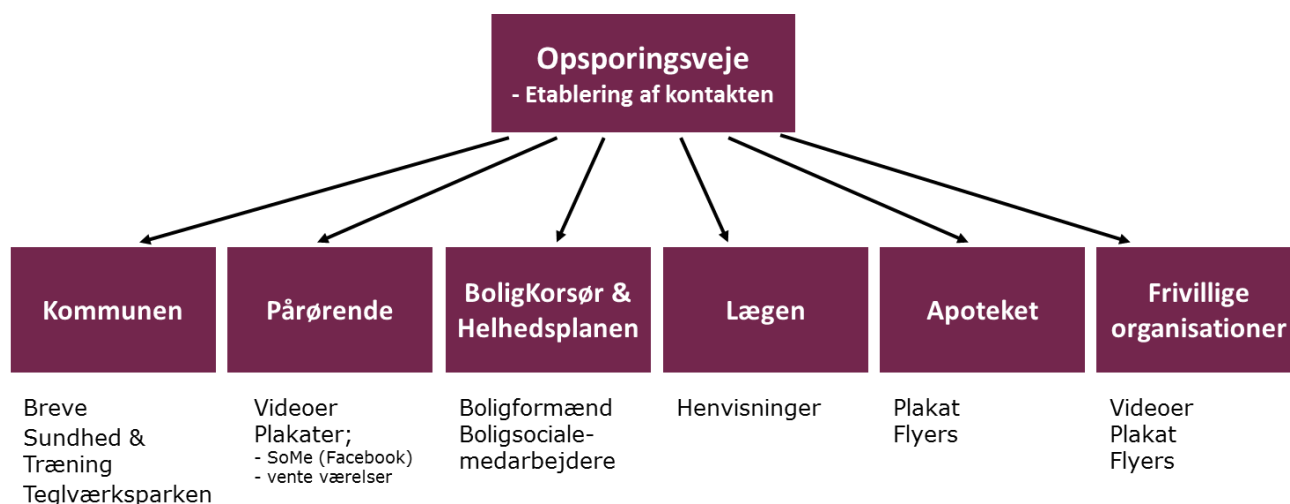 Opsporingsveje
- Etablering af kontakten
Kommunen
Breve
Sundhed &
Træning
Teglværksparken
Pårørende
Videoer
Plakater;
- SoMe (Facebook)
- vente værelser
BoligKorsør &
Helhedsplanen
Boligformænd
Boligsociale-
medarbejdere
Lægen
Henvisninger
Apoteket
Plakat
Flyers
Frivillige
organisationer
Videoer
Plakat
Flyers